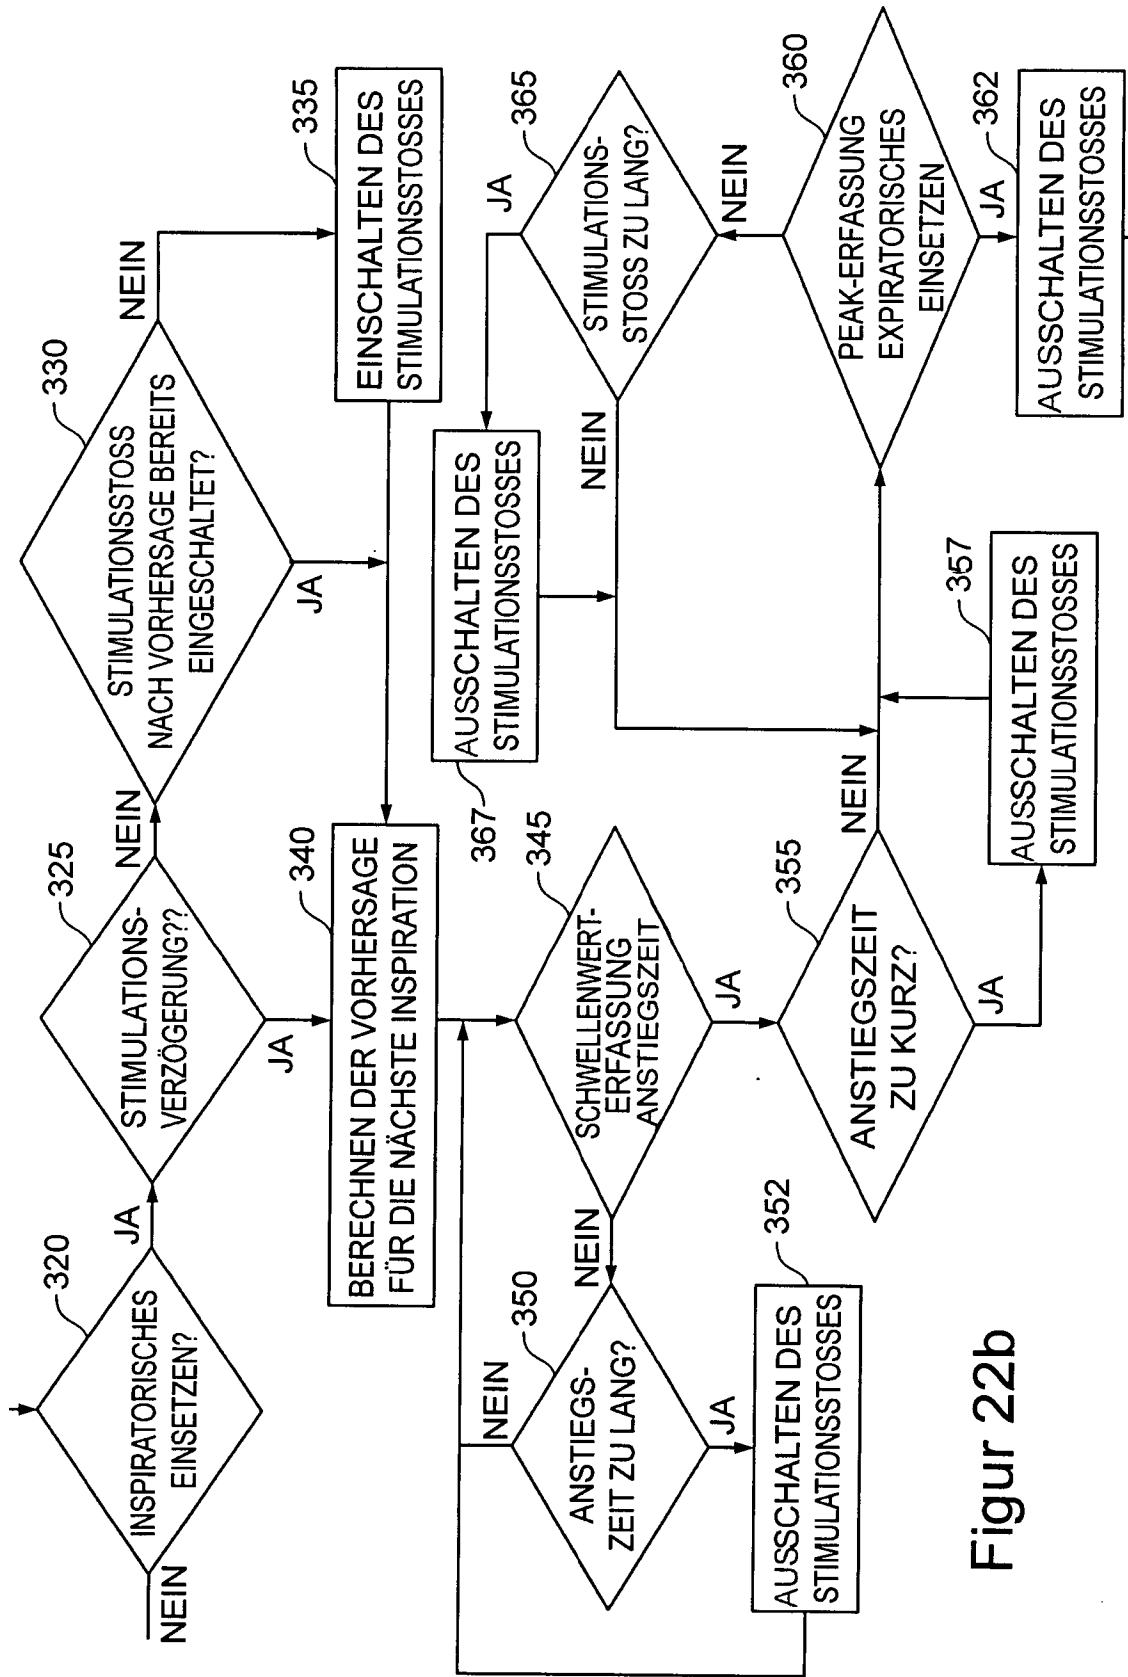 320
INSPIRATORISCHES
EINSETZEN?
NEIN
JA
325
STIMULATIONS-
VERZÖGERUNG??
NEIN
JA
330
STIMULATIONSSTOSS
NACH VORHERSAGE BEREITS
EINGESCHALTET?
NEIN
JA
335
EINSCHALTEN DES
STIMULATIONSSTOSSES
340
BERECHNEN DER VORHERSAGE
FÜR DIE NÄCHSTE INSPIRATION
345
SCHWELLENWERT-
ERFASSUNG
ANSTIEGSZEIT
NEIN
JA
350
ANSTIEGS-
ZEIT ZU LANG?
NEIN
JA
352
AUSSCHALTEN DES
STIMULATIONSSTOSSES
355
ANSTIEGSZEIT
ZU KURZ?
NEIN
JA
357
AUSSCHALTEN DES
STIMULATIONSSTOSSES
360
PEAK-ERFASSUNG
EXPIRATORISCHES
EINSETZEN
NEIN
JA
362
AUSSCHALTEN DES
STIMULATIONSSTOSSES
365
STIMULATIONS-
STOSS ZU LANG?
JA
NEIN
367
AUSSCHALTEN DES
STIMULATIONSSTOSSES
Figur 22b